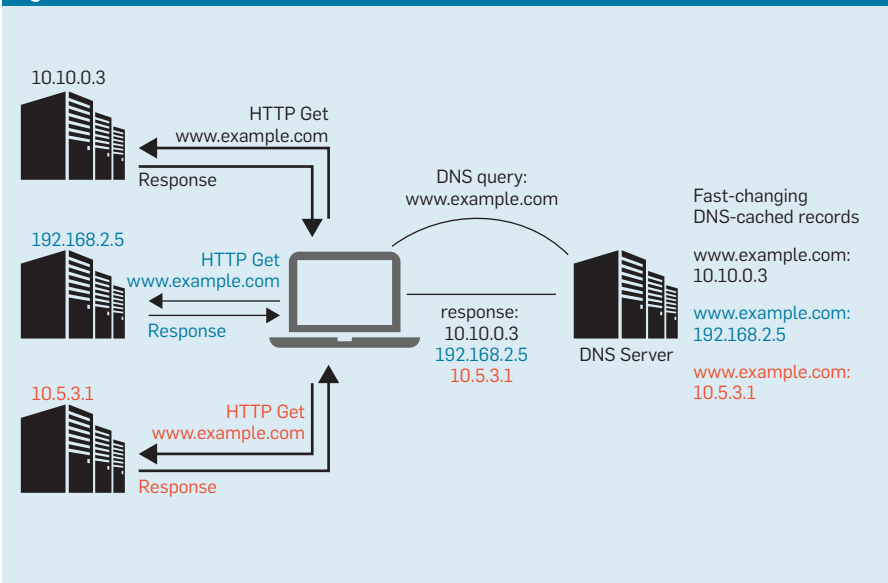 10.10.0.3
HTTP Get
www.example.com
Response
192.168.2.5
HTTP Get
www.example.com
Response
10.5.3.1
HTTP Get
www.example.com
Response
DNS query:
www.example.com
response:
10.10.0.3
192.168.2.5
10.5.3.1
DNS Server
Fast-changing
DNS-cached records
www.example.com:
10.10.0.3
www.example.com:
192.168.2.5
www.example.com:
10.5.3.1